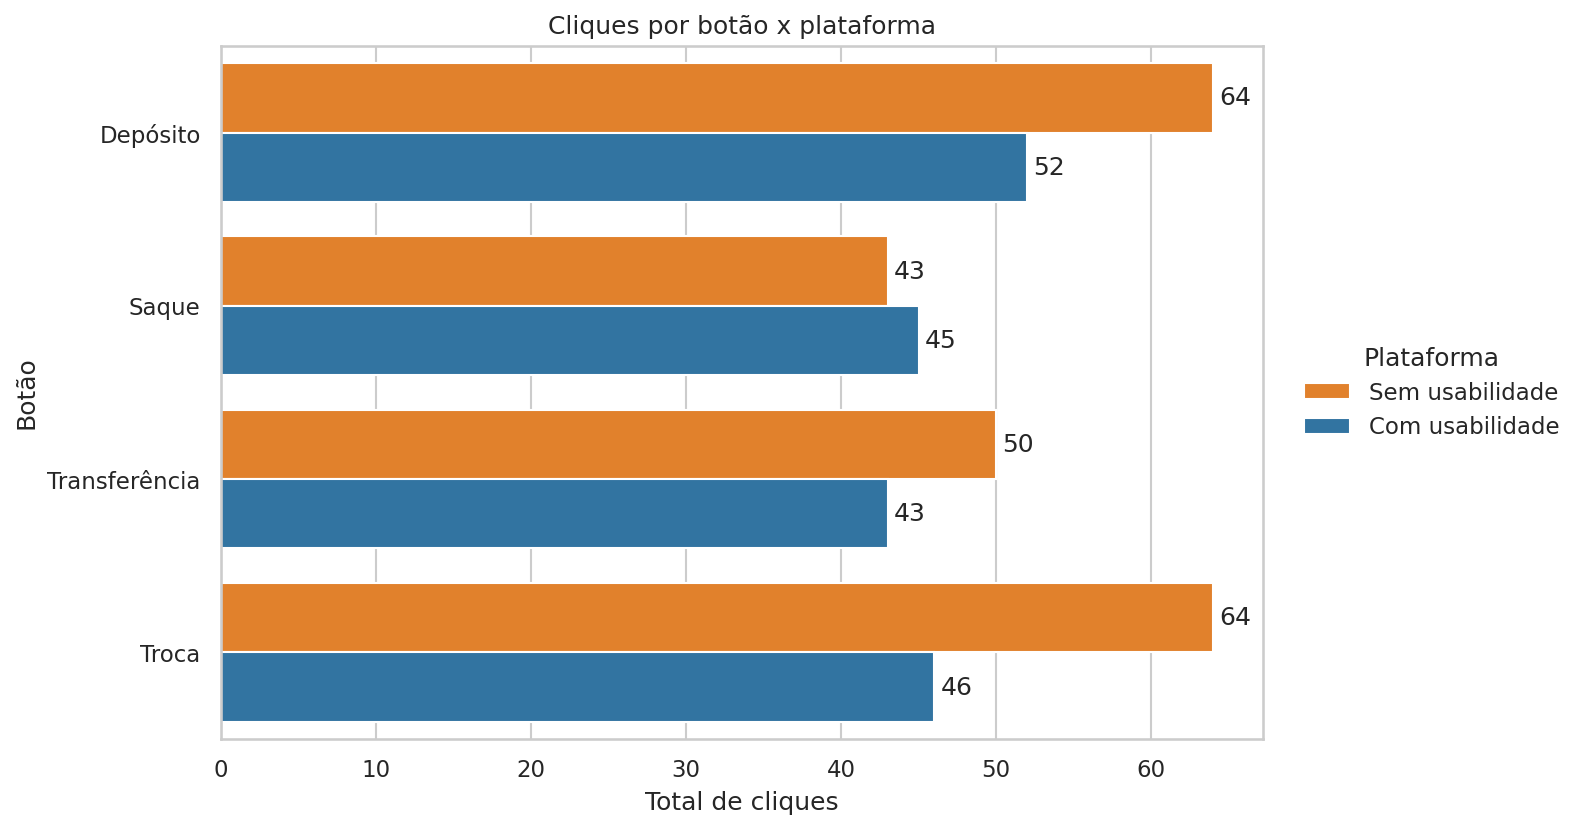 Cliques por botão x plataforma
Depósito
64
52
Saque
43
45
Transferência
50
43
Troca
64
46
Botão
0 10 20 30 40 50 60
Total de cliques
Plataforma
Sem usabilidade
Com usabilidade